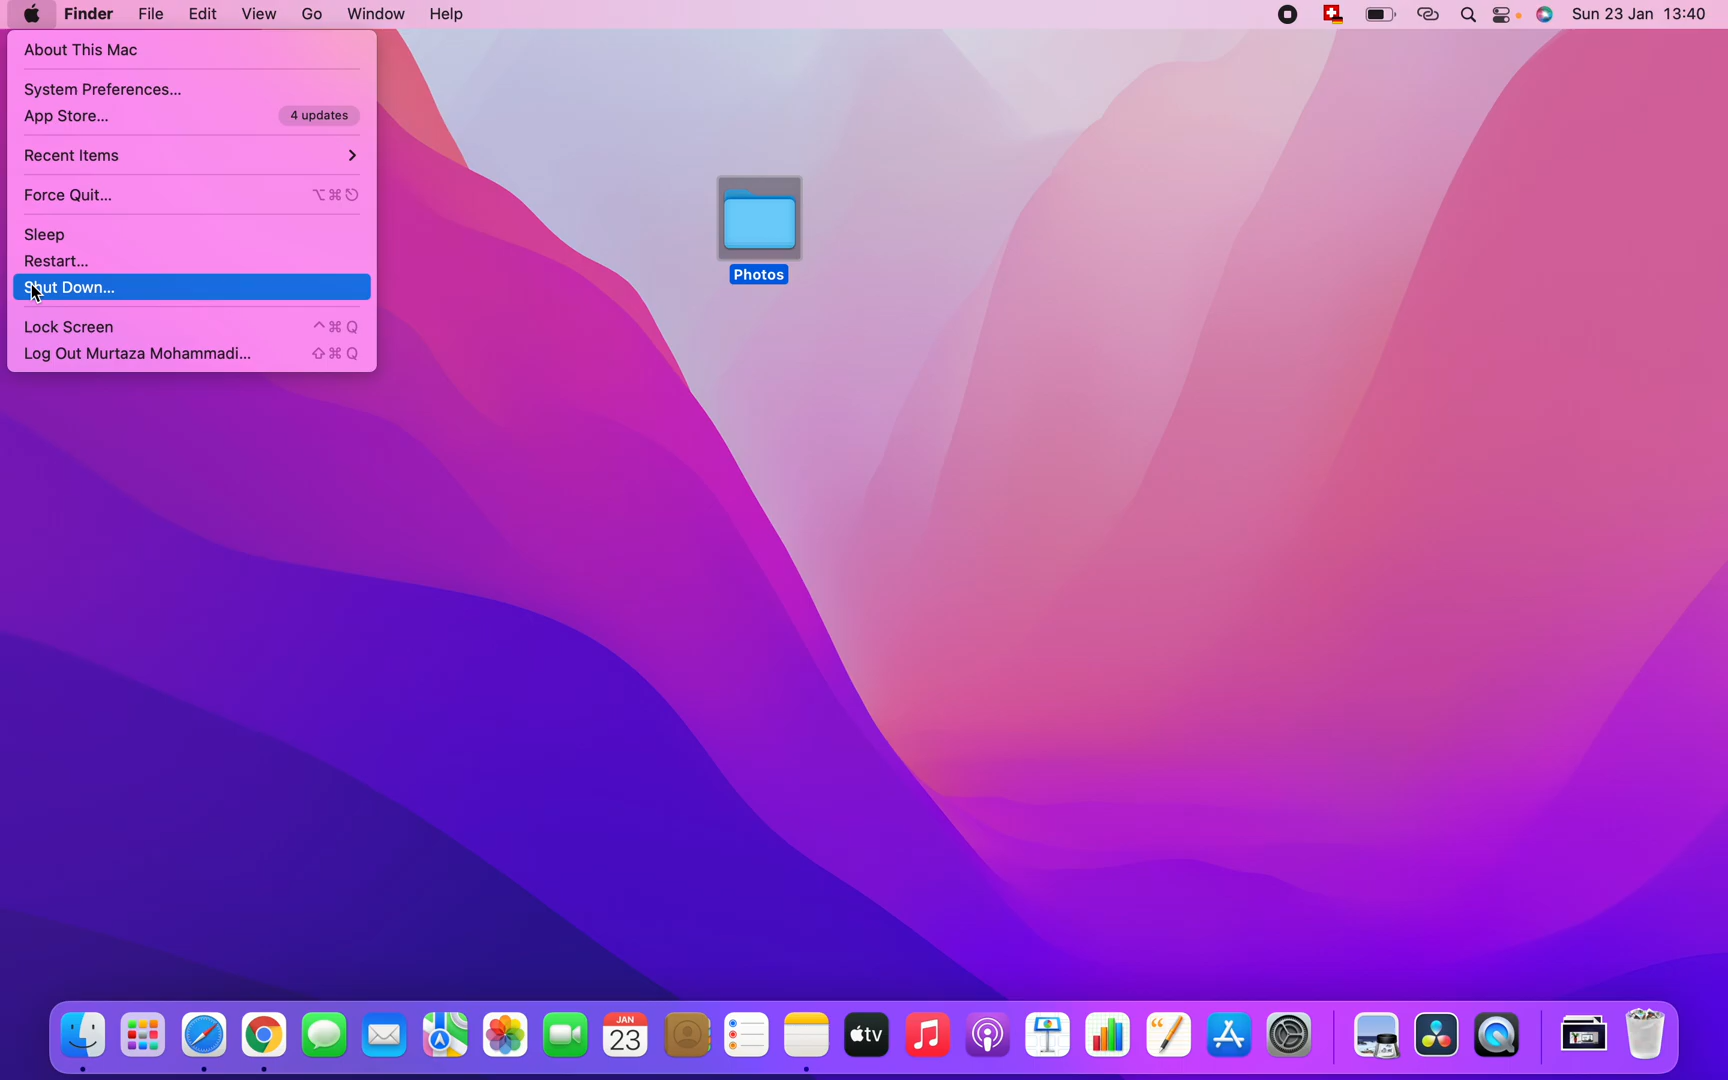 Finder File Edit View Go Window Help Sun 23 Jan 13:40
About This Mac
System Preferences...
App Store... 4 updates
Recent Items
Force Quit... ⌥⌘⎋
Sleep
Restart...
Shut Down...
Lock Screen ^⌘Q
Log Out Murtaza Mohammadi... ⇧⌘Q
Photos
JAN
23
tv